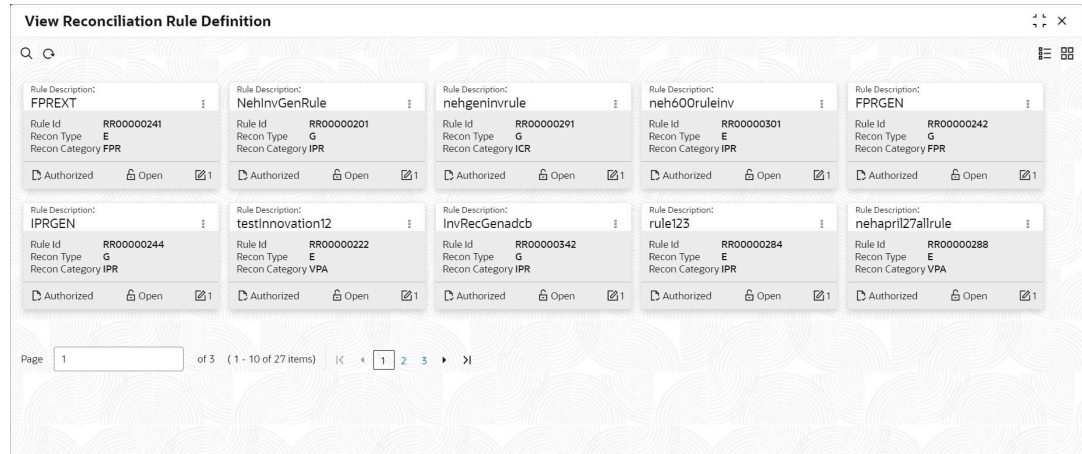 View Reconciliation Rule Definition
Rule Description:
FPREXT
Rule Id RR00000241
Recon Type E
Recon Category FPR
Authorized Open 1
Rule Description:
NehInvGenRule
Rule Id RR00000201
Recon Type G
Recon Category IPR
Authorized Open 1
Rule Description:
nehgeninvrule
Rule Id RR00000291
Recon Type G
Recon Category ICR
Authorized Open 1
Rule Description:
neh600ruleinv
Rule Id RR00000301
Recon Type E
Recon Category IPR
Authorized Open 1
Rule Description:
FPRGEN
Rule Id RR00000242
Recon Type G
Recon Category FPR
Authorized Open 1
Rule Description:
IPRGEN
Rule Id RR00000244
Recon Type G
Recon Category IPR
Authorized Open 1
Rule Description:
testInnovation12
Rule Id RR00000222
Recon Type E
Recon Category VPA
Authorized Open 1
Rule Description:
InvRecGenadcb
Rule Id RR00000342
Recon Type G
Recon Category IPR
Authorized Open 1
Rule Description:
rule123
Rule Id RR00000284
Recon Type E
Recon Category IPR
Authorized Open 1
Rule Description:
nehapril27allrule
Rule Id RR00000288
Recon Type E
Recon Category VPA
Authorized Open 1
Page 1 of 3 (1 - 10 of 27 items) 1 2 3